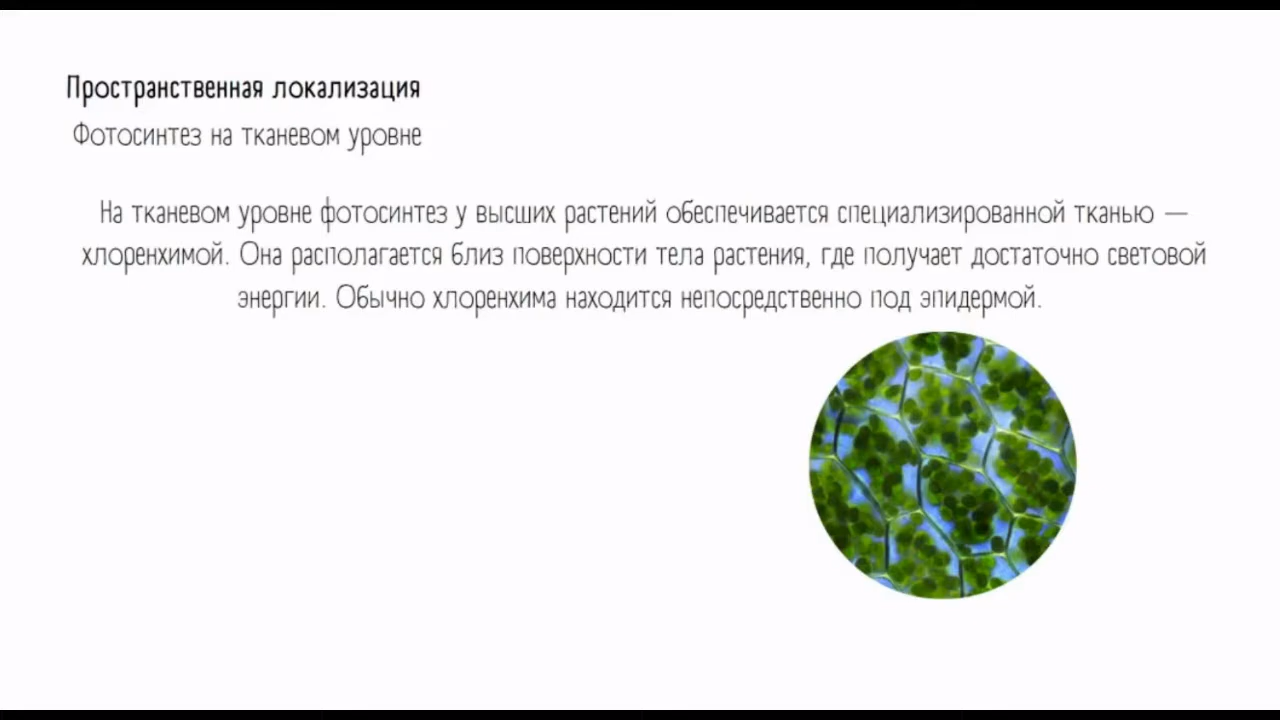 Пространственная локализация
Фотосинтез на тканевом уровне
На тканевом уровне фотосинтез у высших растений обеспечивается специализированной тканью —
хлоренхимой. Она располагается близ поверхности тела растения, где получает достаточно световой
энергии. Обычно хлоренхима находится непосредственно под эпидермой.